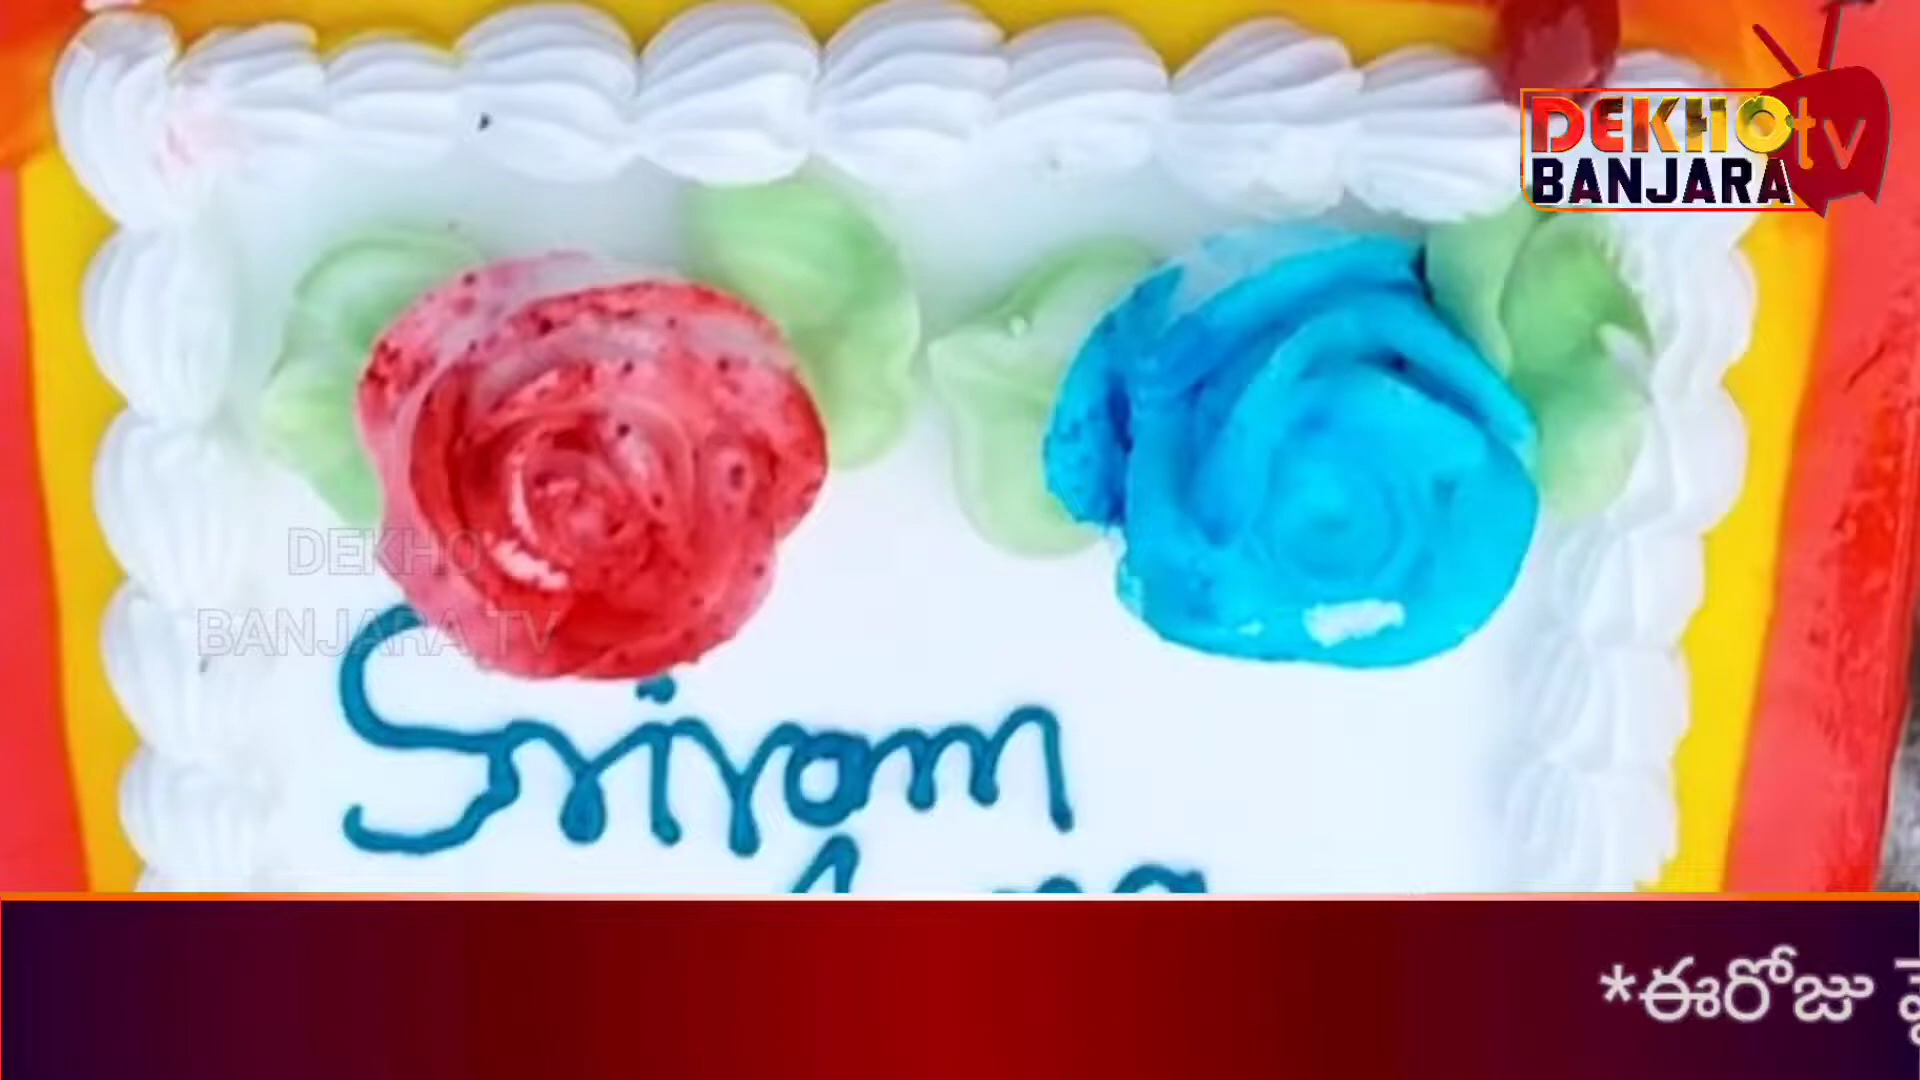 DEKHO tv
BANJARA
DEKHO
BANJARA TV
Sriram
*ఈరోజు